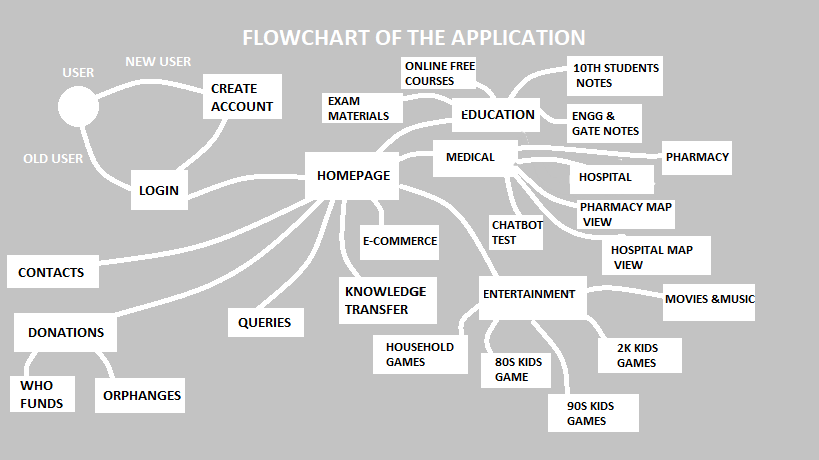 FLOWCHART OF THE APPLICATION
USER
NEW USER
CREATE
ACCOUNT
OLD USER
LOGIN
HOMEPAGE
ONLINE FREE
COURSES
EXAM
MATERIALS
EDUCATION
10TH STUDENTS
NOTES
ENGG &
GATE NOTES
MEDICAL
PHARMACY
HOSPITAL
PHARMACY MAP
VIEW
HOSPITAL MAP
VIEW
CHATBOT
TEST
E-COMMERCE
CONTACTS
KNOWLEDGE
TRANSFER
QUERIES
DONATIONS
WHO
FUNDS
ORPHANGES
ENTERTAINMENT
MOVIES &MUSIC
HOUSEHOLD
GAMES
80S KIDS
GAME
2K KIDS
GAMES
90S KIDS
GAMES